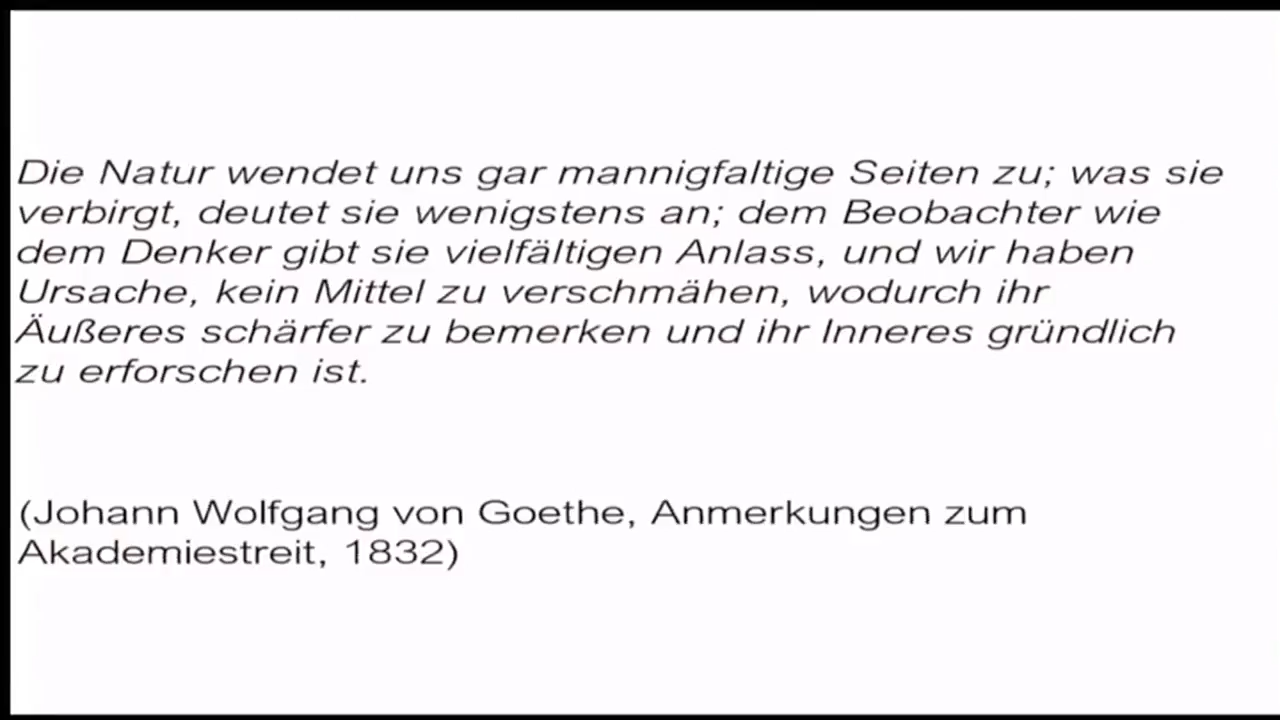 Die Natur wendet uns gar mannigfaltige Seiten zu; was sie
verbirgt, deutet sie wenigstens an; dem Beobachter wie
dem Denker gibt sie vielfältigen Anlass, und wir haben
Ursache, kein Mittel zu verschmähen, wodurch ihr
Äußeres schärfer zu bemerken und ihr Inneres gründlich
zu erforschen ist.
(Johann Wolfgang von Goethe, Anmerkungen zum
Akademiestreit, 1832)